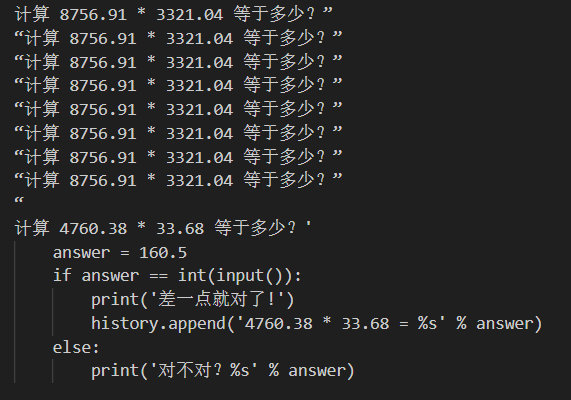 计算 8756.91 * 3321.04 等于多少？”
“计算 8756.91 * 3321.04 等于多少？”
“计算 8756.91 * 3321.04 等于多少？”
“计算 8756.91 * 3321.04 等于多少？”
“计算 8756.91 * 3321.04 等于多少？”
“计算 8756.91 * 3321.04 等于多少？”
“计算 8756.91 * 3321.04 等于多少？”
“计算 8756.91 * 3321.04 等于多少？”
“
计算 4760.38 * 33.68 等于多少？'
    answer = 160.5
    if answer == int(input()):
        print('差一点就对了!')
        history.append('4760.38 * 33.68 = %s' % answer)
    else:
        print('对不对？%s' % answer)